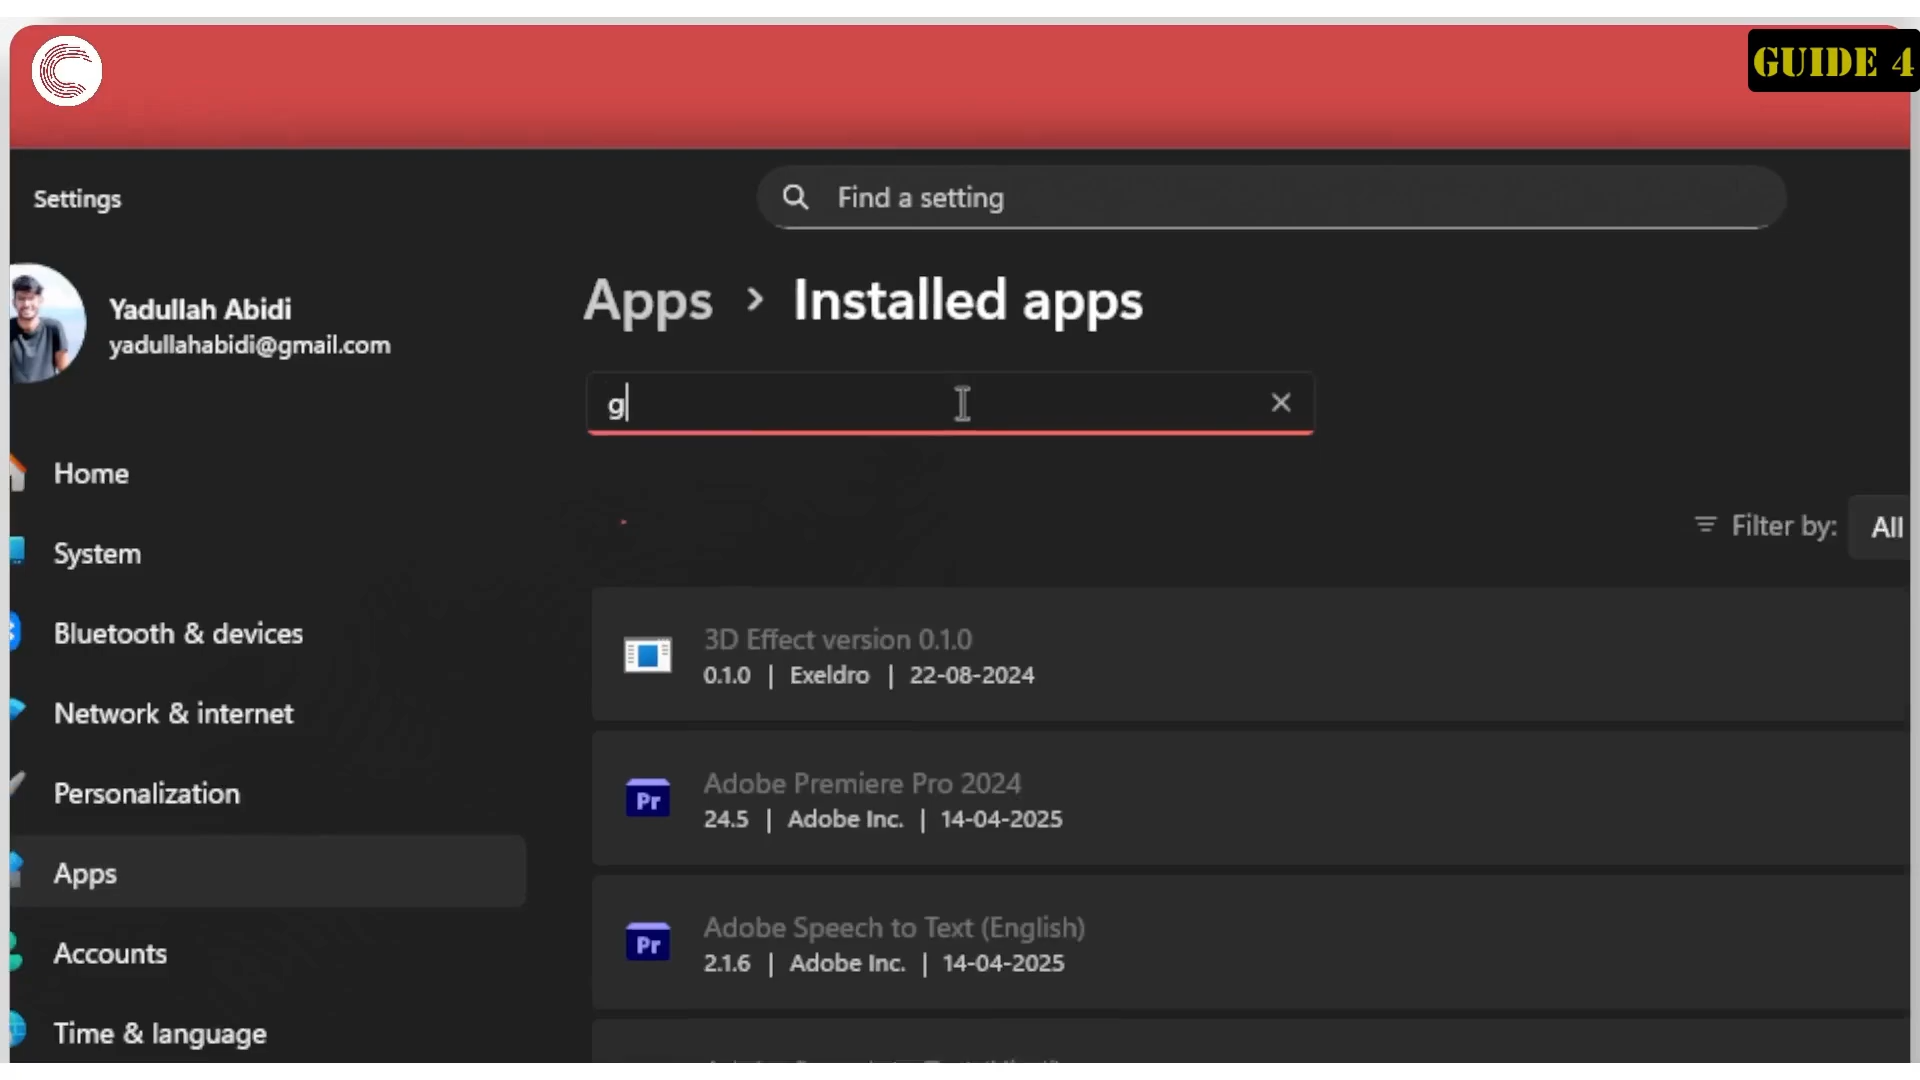 GUIDE 4
Settings
Find a setting
Yadullah Abidi
yadullahabidi@gmail.com
Apps > Installed apps
g
Home
System
Bluetooth & devices
Network & internet
Personalization
Apps
Accounts
Time & language
Filter by: All
3D Effect version 0.1.0
0.1.0 | Exeldro | 22-08-2024
Pr
Adobe Premiere Pro 2024
24.5 | Adobe Inc. | 14-04-2025
Pr
Adobe Speech to Text (English)
2.1.6 | Adobe Inc. | 14-04-2025